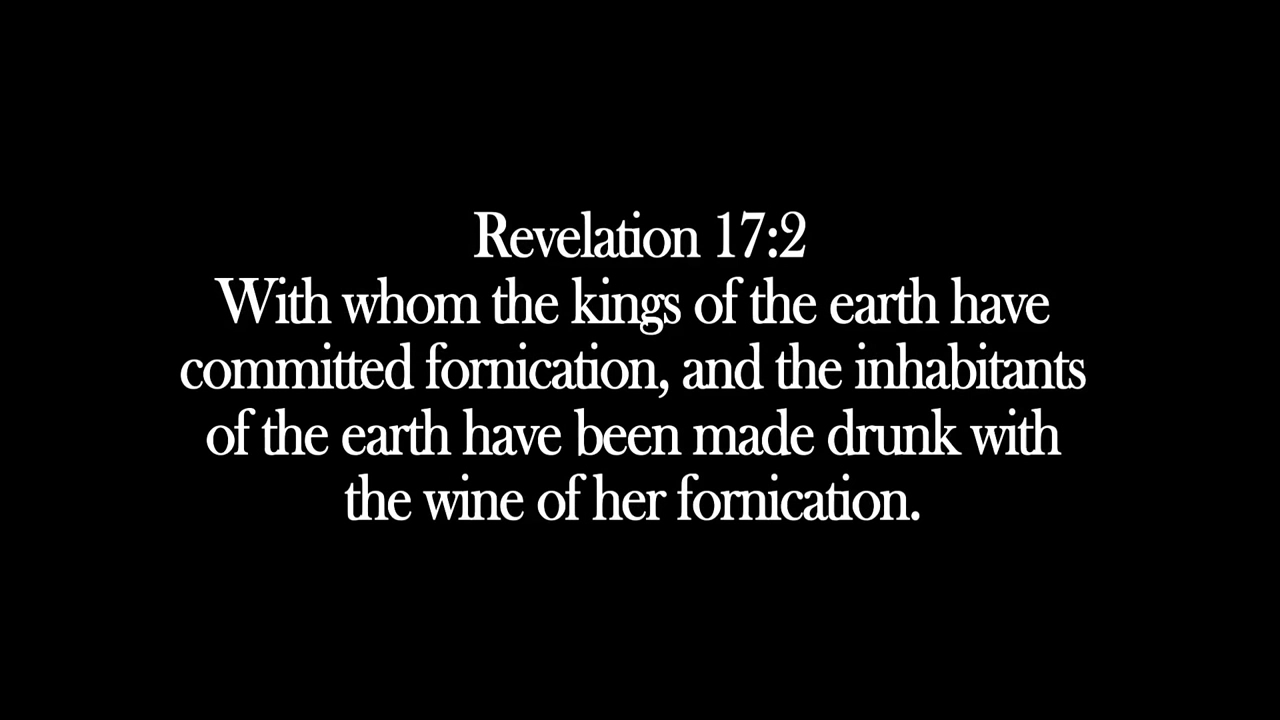 Revelation 17:2
With whom the kings of the earth have
committed fornication, and the inhabitants
of the earth have been made drunk with
the wine of her fornication.